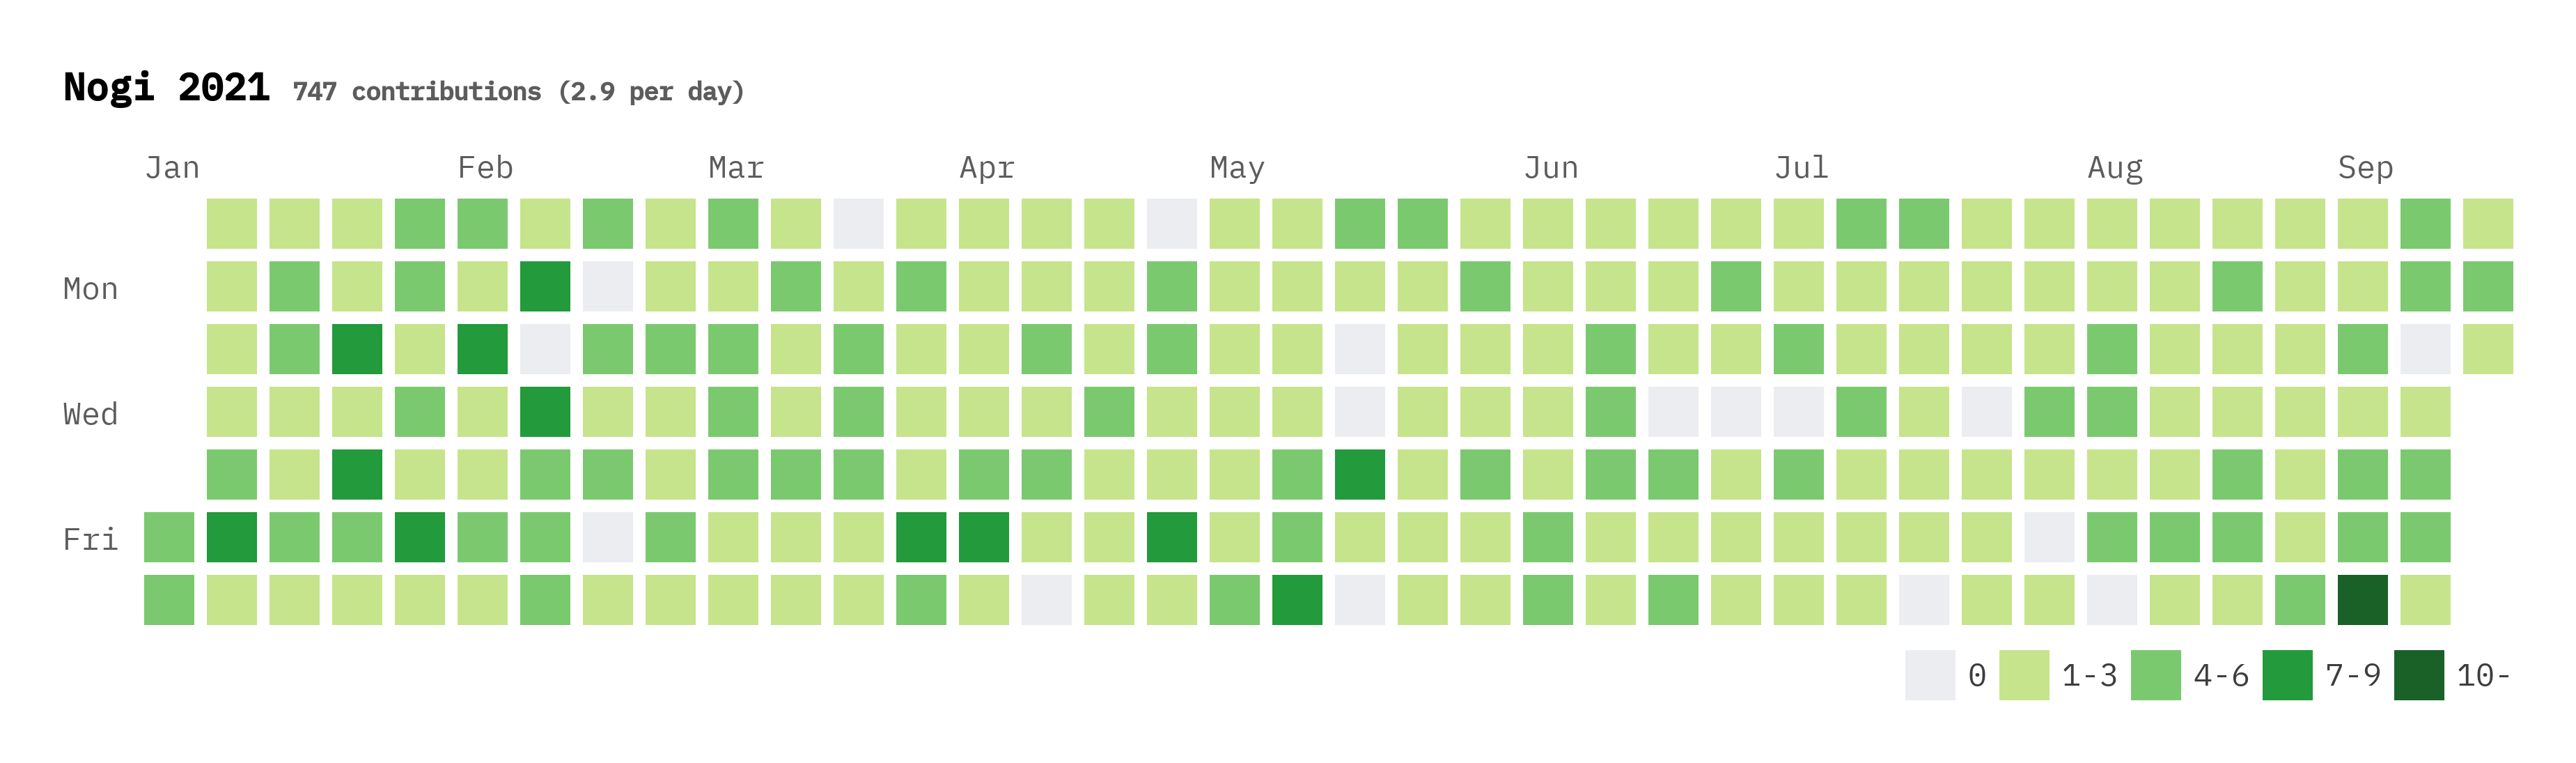 Nogi 2021 747 contributions (2.9 per day)
Jan Feb Mar Apr May Jun Jul Aug Sep
Mon
Wed
Fri
0 1-3 4-6 7-9 10-